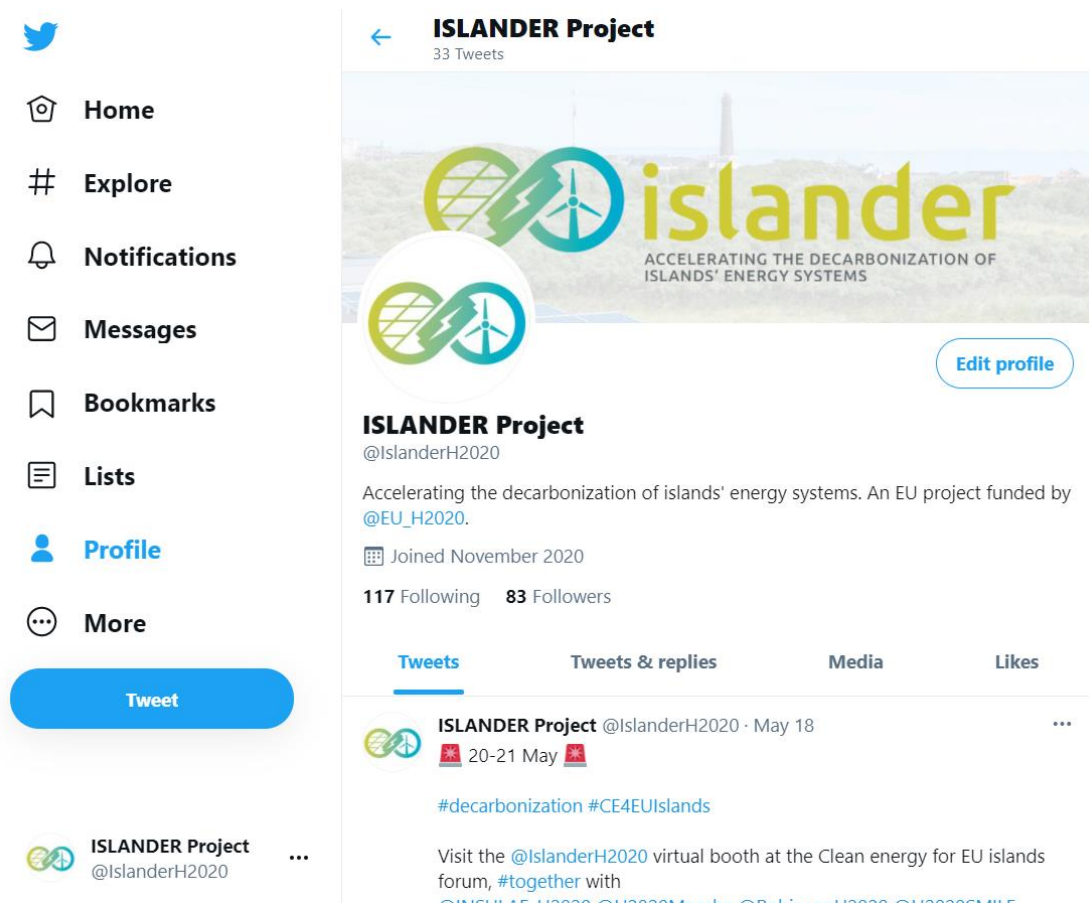 Home
Explore
Notifications
Messages
Bookmarks
Lists
Profile
More
Tweet
ISLANDER Project
@IslanderH2020
ISLANDER Project
33 Tweets
islander
ACCELERATING THE DECARBONIZATION OF
ISLANDS' ENERGY SYSTEMS
Edit profile
ISLANDER Project
@IslanderH2020
Accelerating the decarbonization of islands' energy systems. An EU project funded by
@EU_H2020.
Joined November 2020
117 Following 83 Followers
Tweets Tweets & replies Media Likes
ISLANDER Project @IslanderH2020 · May 18
20-21 May
#decarbonization #CE4EUIslands
Visit the @IslanderH2020 virtual booth at the Clean energy for EU islands
forum, #together with